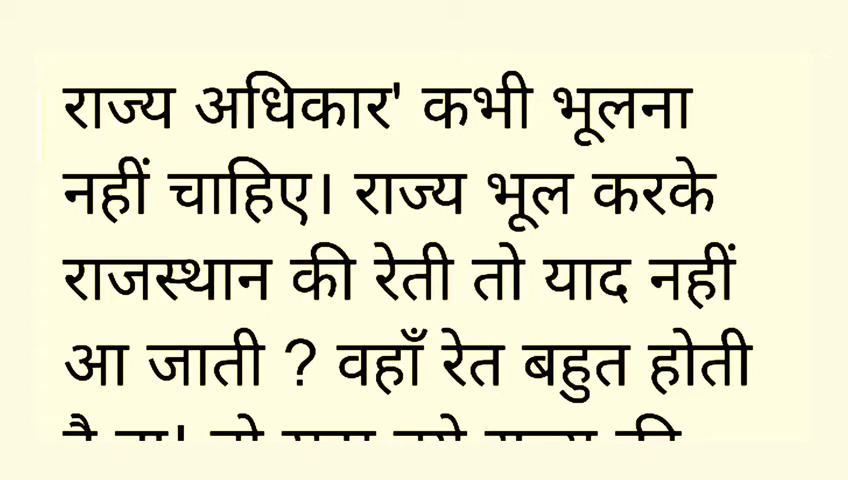 राज्य अधिकार' कभी भूलना
नहीं चाहिए। राज्य भूल करके
राजस्थान की रेती तो याद नहीं
आ जाती ? वहाँ रेत बहुत होती